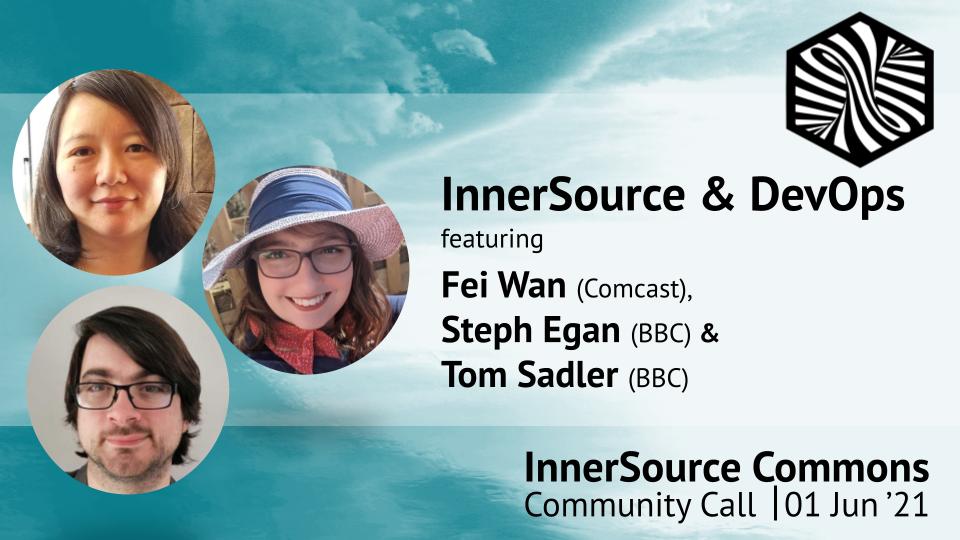 InnerSource & DevOps
featuring
Fei Wan (Comcast),
Steph Egan (BBC) &
Tom Sadler (BBC)
InnerSource Commons
Community Call | 01 Jun ’21